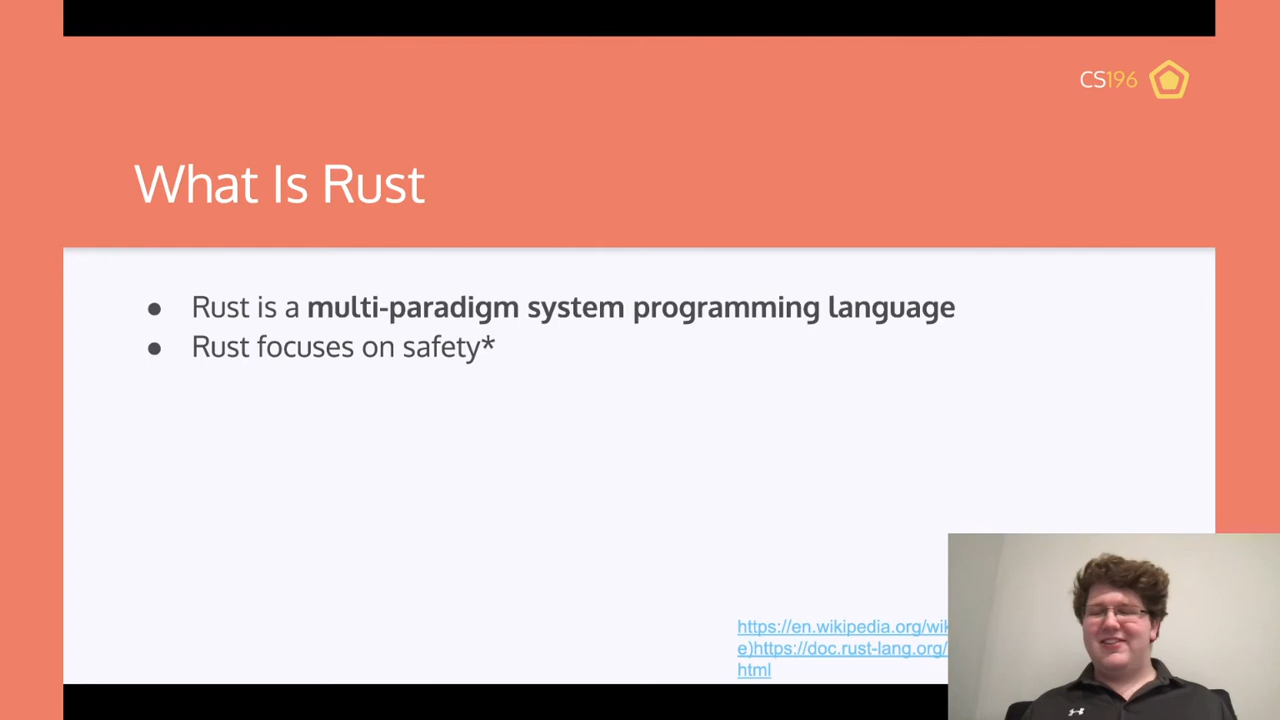 CS196
What Is Rust
● Rust is a multi-paradigm system programming language
● Rust focuses on safety*
https://en.wikipedia.org/wik
e)https://doc.rust-lang.org/
html